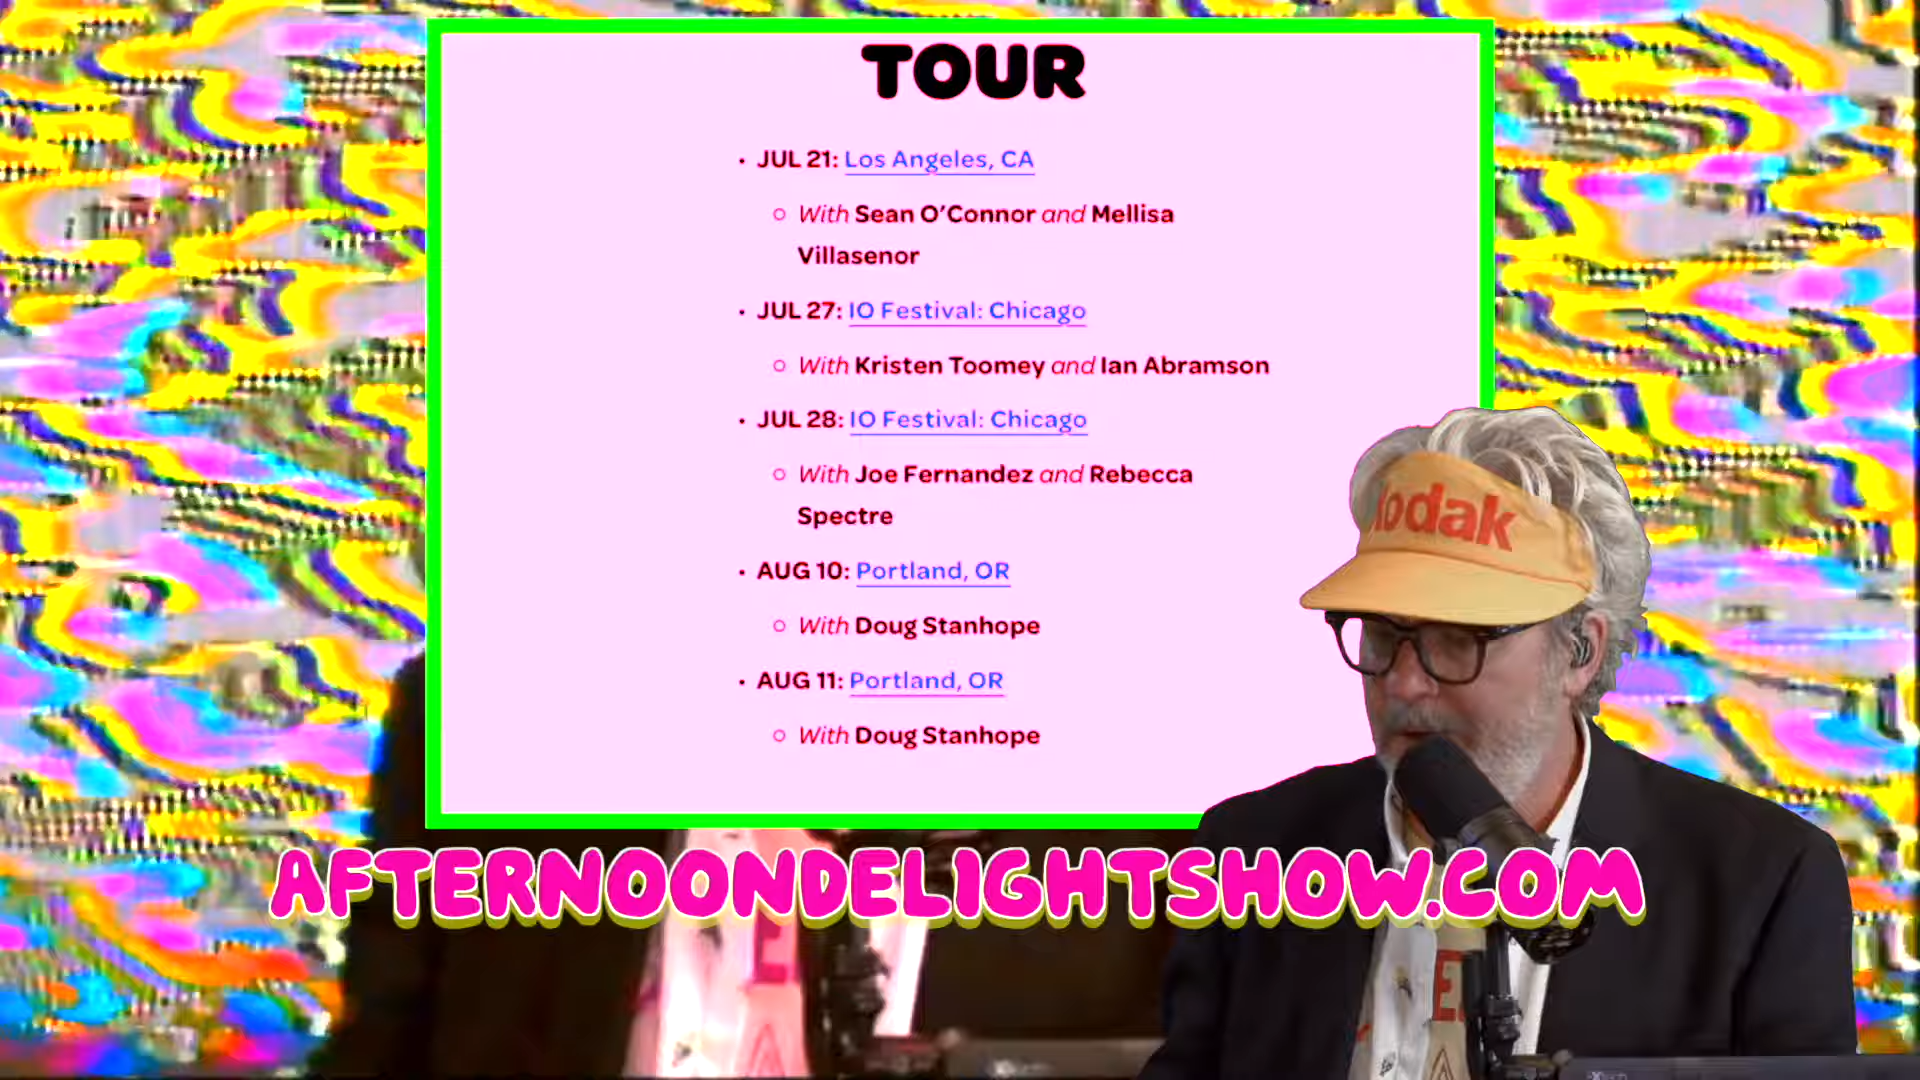 TOUR
• JUL 21: Los Angeles, CA
○ With Sean O'Connor and Mellisa
Villasenor
• JUL 27: IO Festival: Chicago
○ With Kristen Toomey and Ian Abramson
• JUL 28: IO Festival: Chicago
○ With Joe Fernandez and Rebecca
Spectre
• AUG 10: Portland, OR
○ With Doug Stanhope
• AUG 11: Portland, OR
○ With Doug Stanhope
Kodak
AFTERNOONDELIGHTSHOW.COM
E